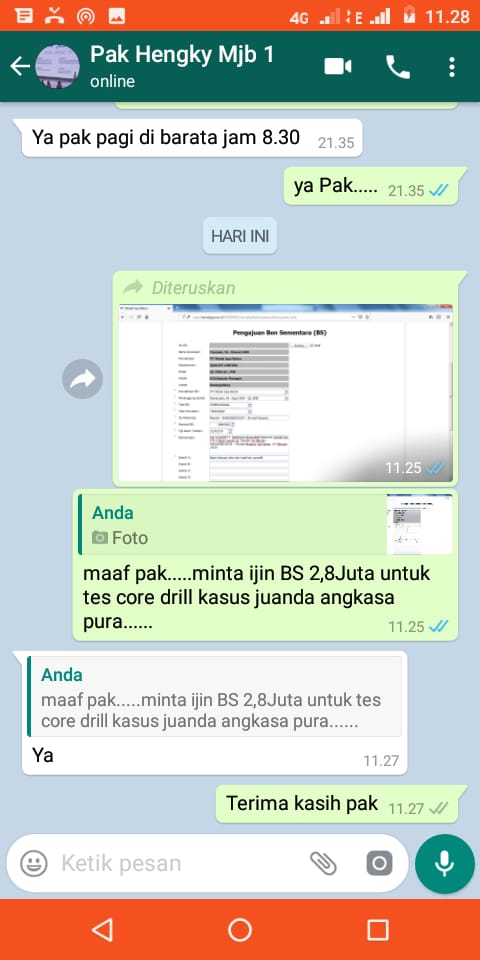 4G E 11.28
Pak Hengky Mjb 1
online
Ya pak pagi di barata jam 8.30 21.35
ya Pak..... 21.35
HARI INI
Diteruskan
Pengajuan Bon Sementara (BS)
11.25
Anda
Foto
maaf pak.....minta ijin BS 2,8Juta untuk
tes core drill kasus juanda angkasa
pura......
11.25
Anda
maaf pak.....minta ijin BS 2,8Juta untuk tes
core drill kasus juanda angkasa pura......
Ya
11.27
Terima kasih pak 11.27
Ketik pesan